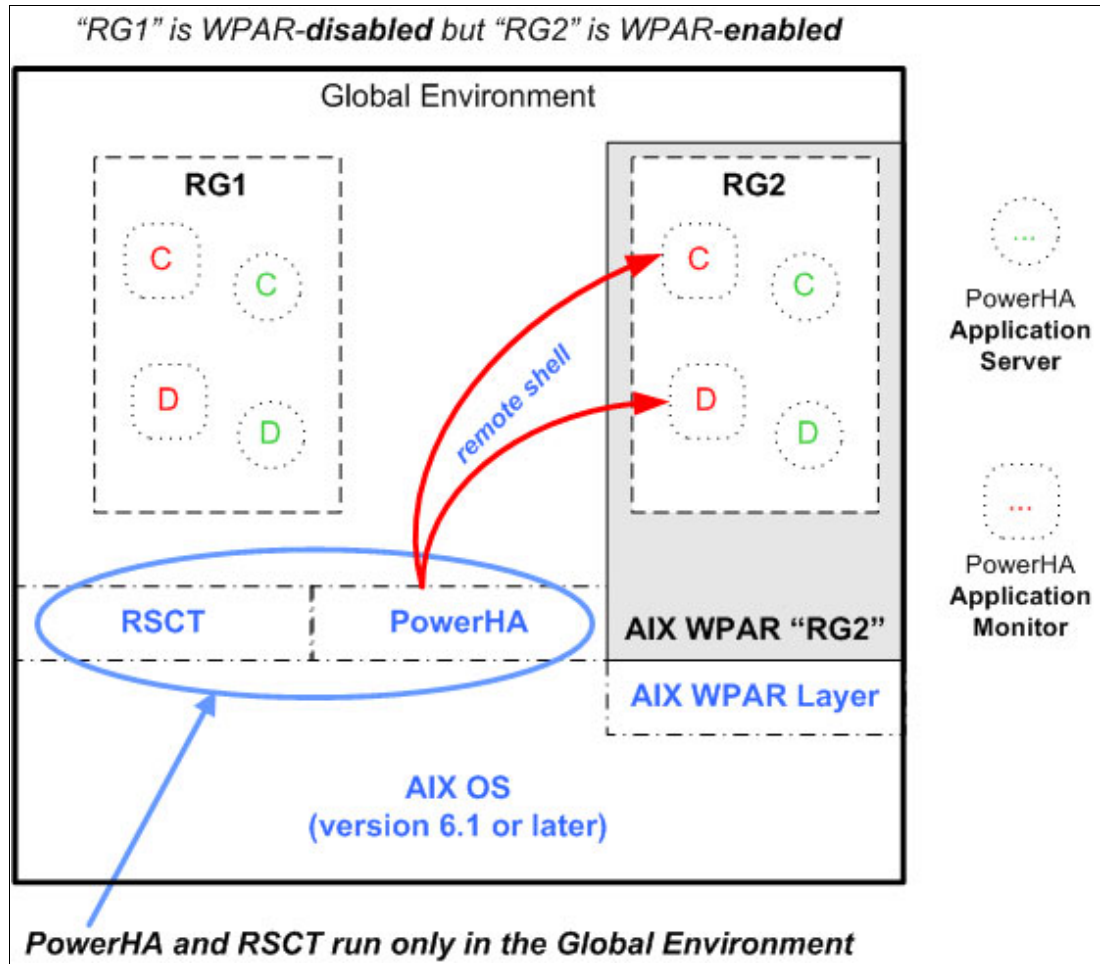 “RG1” is WPAR-disabled but “RG2” is WPAR-enabled
Global Environment
RG1
C
C
D
D
RG2
C
C
D
D
remote shell
RSCT
PowerHA
AIX WPAR “RG2”
AIX WPAR Layer
AIX OS
(version 6.1 or later)
...
PowerHA
Application
Server
...
PowerHA
Application
Monitor
PowerHA and RSCT run only in the Global Environment